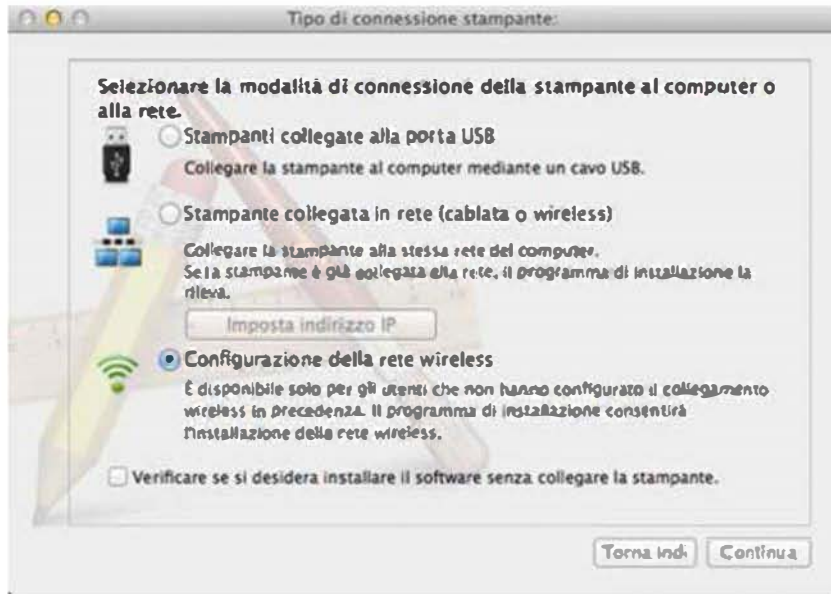 Tipo di connessione stampante:
Selezionare la modalità di connessione della stampante al computer o
alla rete.
Stampanti collegate alla porta USB
Collegare la stampante al computer mediante un cavo USB.
Stampante collegata in rete (cablata o wireless)
Collegare la stampante alla stessa rete del computer.
Se la stampante è già collegata alla rete, il programma di installazione la
rileva.
Imposta indirizzo IP
Configurazione della rete wireless
È disponibile solo per gli utenti che non hanno configurato il collegamento
wireless in precedenza. Il programma di installazione consentirà
l'installazione della rete wireless.
Verificare se si desidera installare il software senza collegare la stampante.
Torna indi
Continua